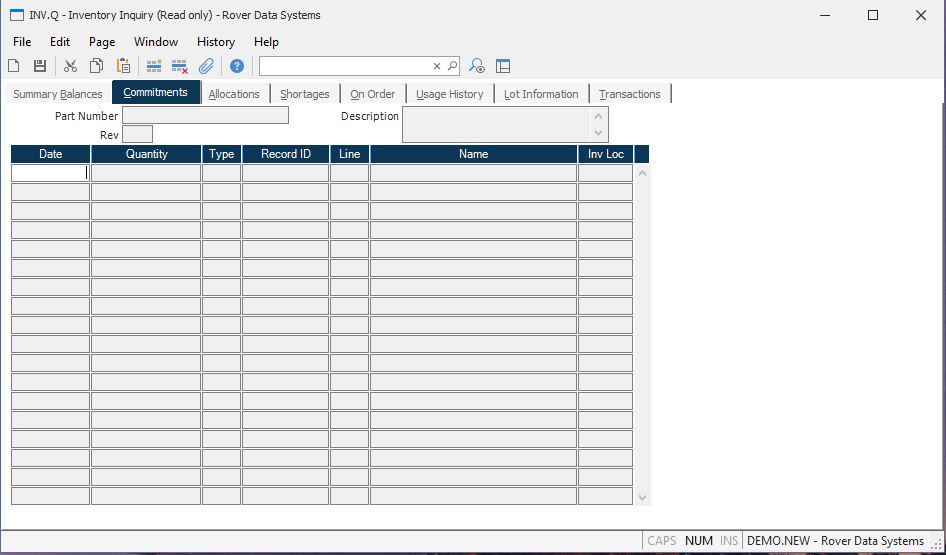 INV.Q - Inventory Inquiry (Read only) - Rover Data Systems
File Edit Page Window History Help
Summary Balances Commitments Allocations Shortages On Order Usage History Lot Information Transactions
Part Number Description
Rev
Date Quantity Type Record ID Line Name Inv Loc
CAPS NUM INS DEMO.NEW - Rover Data Systems